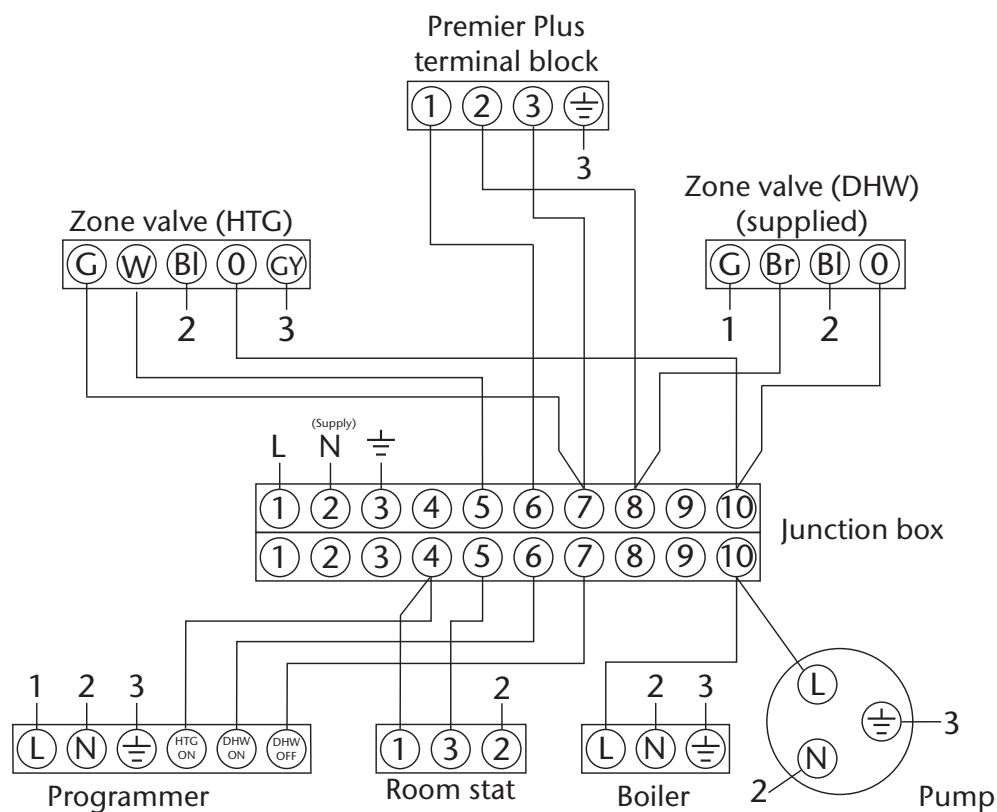 Premier Plus
terminal block
1 2 3
3
Zone valve (HTG)
G W Bl 0 GY
2 3
Zone valve (DHW)
(supplied)
G Br Bl 0
1 2
(Supply)
L N
1 2 3 4 5 6 7 8 9 10
1 2 3 4 5 6 7 8 9 10
Junction box
1 2 3
L N HTG ON DHW ON DHW OFF
Programmer
2
1 3 2
Room stat
2 3
L N
Boiler
L
3
N
2
Pump